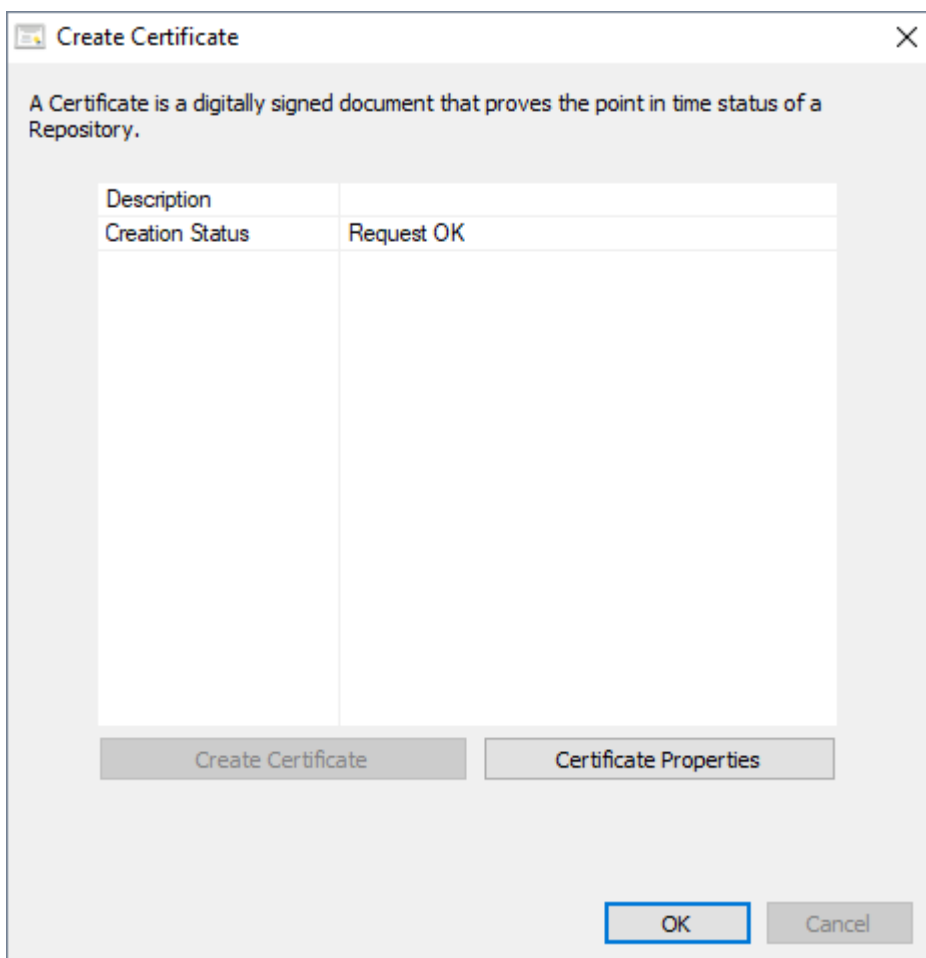 Create Certificate
A Certificate is a digitally signed document that proves the point in time status of a
Repository.
Description
Creation Status Request OK
Create Certificate Certificate Properties
OK Cancel